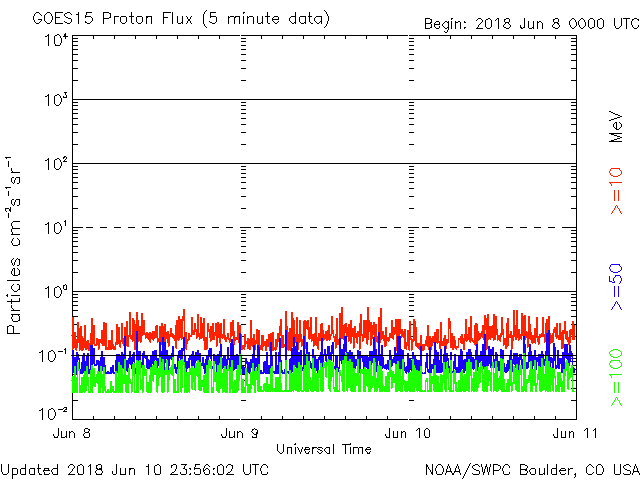 GOES15 Proton Flux (5 minute data)
Begin: 2018 Jun 8 0000 UTC
Particles cm⁻²s⁻¹sr⁻¹
10⁴
10³
10²
10¹
10⁰
10⁻¹
10⁻²
Jun 8
Jun 9
Jun 10
Jun 11
Universal Time
MeV
>=10
>=50
>=100
Updated 2018 Jun 10 23:56:02 UTC
NOAA/SWPC Boulder, CO USA